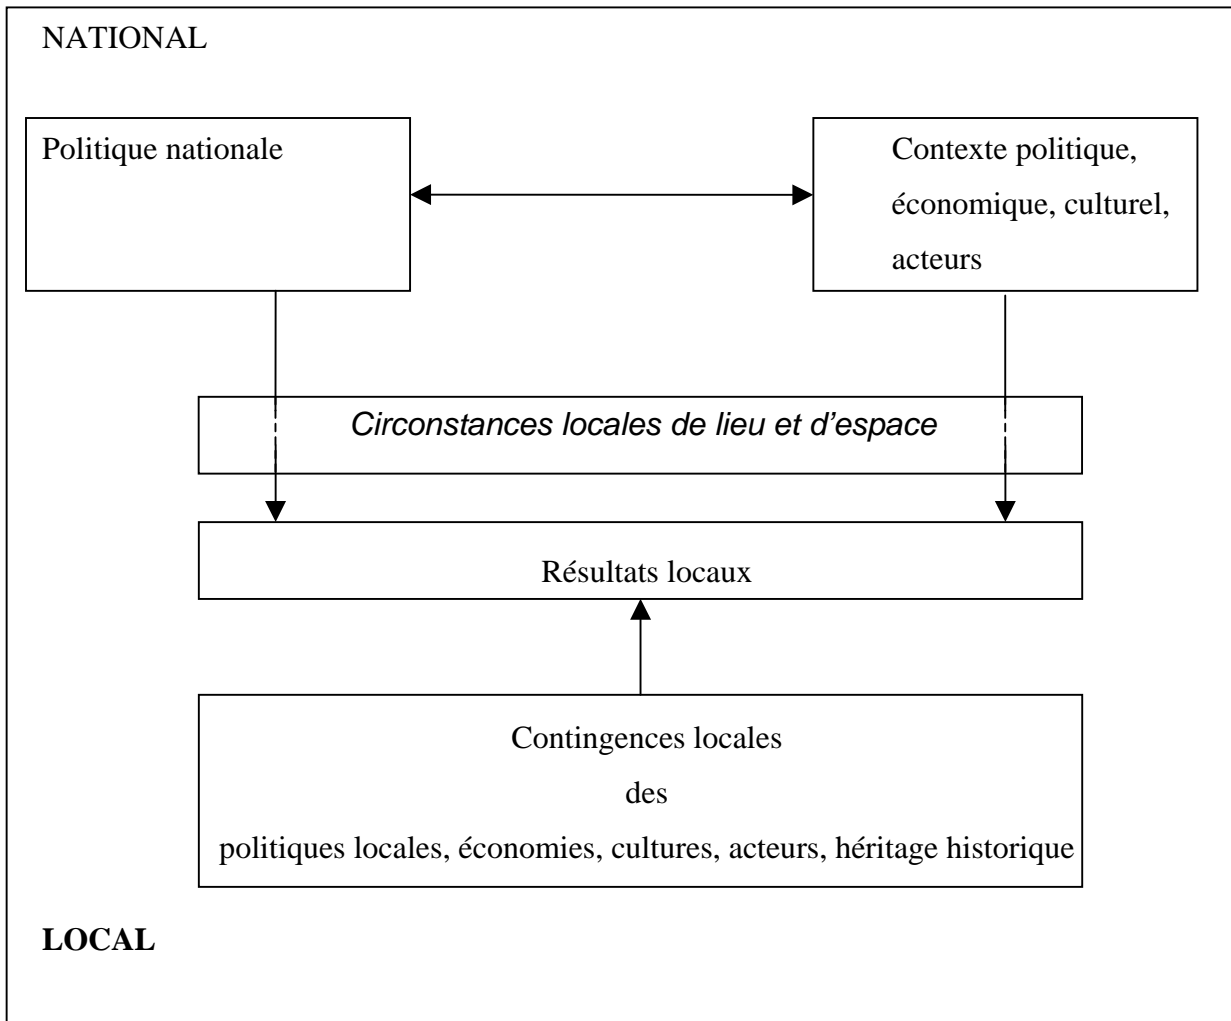 NATIONAL
Politique nationale
Contexte politique,
économique, culturel,
acteurs
Circonstances locales de lieu et d'espace
Résultats locaux
Contingences locales
des
politiques locales, économies, cultures, acteurs, héritage historique
LOCAL